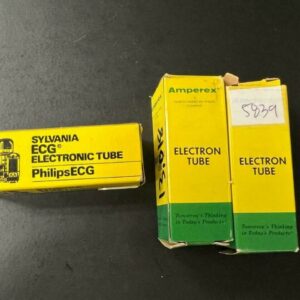 SYLVANIA
ECG®
ELECTRONIC TUBE
PhilipsECG
Amperex®
ELECTRON
TUBE
Tomorrow's Thinking
in Today's Products®
5839
ELECTRON
TUBE
Tomorrow's Thinking
in Today's Products®